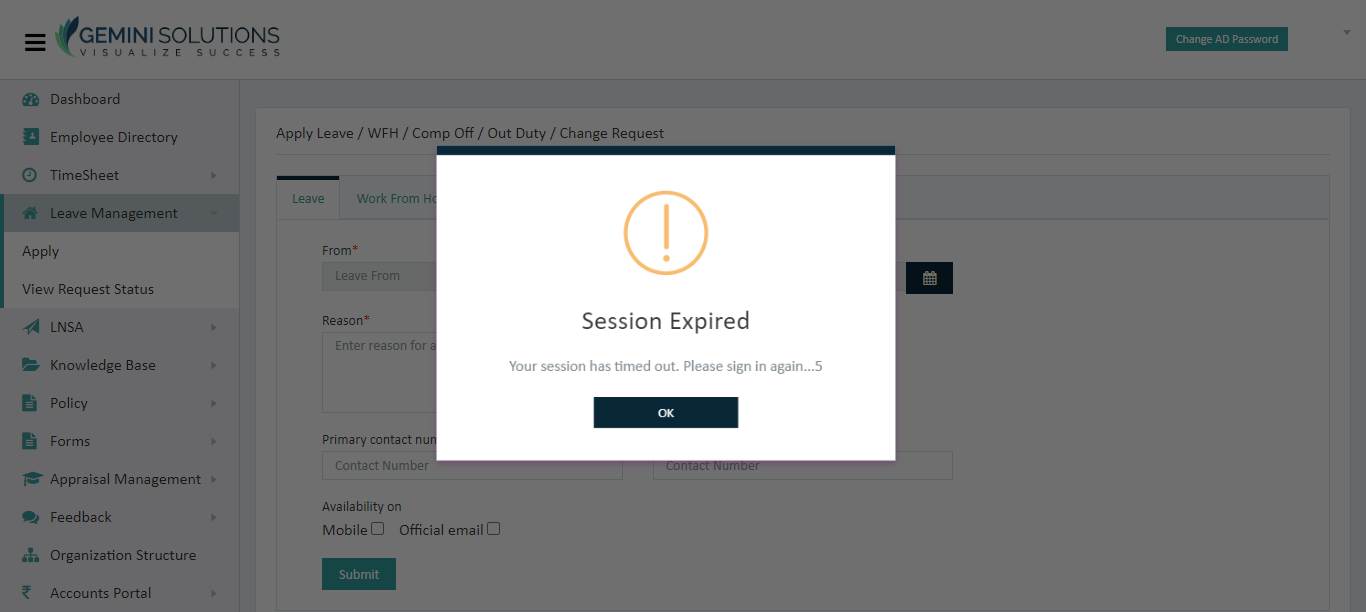 GEMINI SOLUTIONS
VISUALIZE SUCCESS
Change AD Password
Dashboard
Employee Directory
TimeSheet
Leave Management
Apply
View Request Status
LNSA
Knowledge Base
Policy
Forms
Appraisal Management
Feedback
Organization Structure
Accounts Portal
Apply Leave / WFH / Comp Off / Out Duty / Change Request
Leave
Work From
From*
Leave From
Reason*
Enter reason for
Session Expired
Your session has timed out. Please sign in again...5
OK
Primary contact
Contact Number
Contact Number
Availability on
Mobile
Official email
Submit